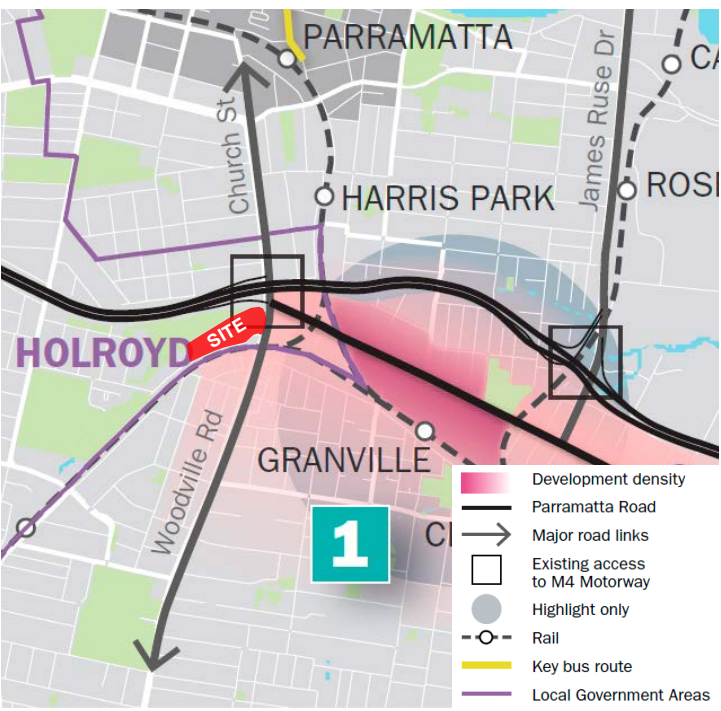 PARRAMATTA
CA
Church St
James Ruse Dr
HARRIS PARK
ROSE
HOLROYD
SITE
GRANVILLE
Woodville Rd
1
Development density
Parramatta Road
Major road links
Existing access
to M4 Motorway
Highlight only
Rail
Key bus route
Local Government Areas